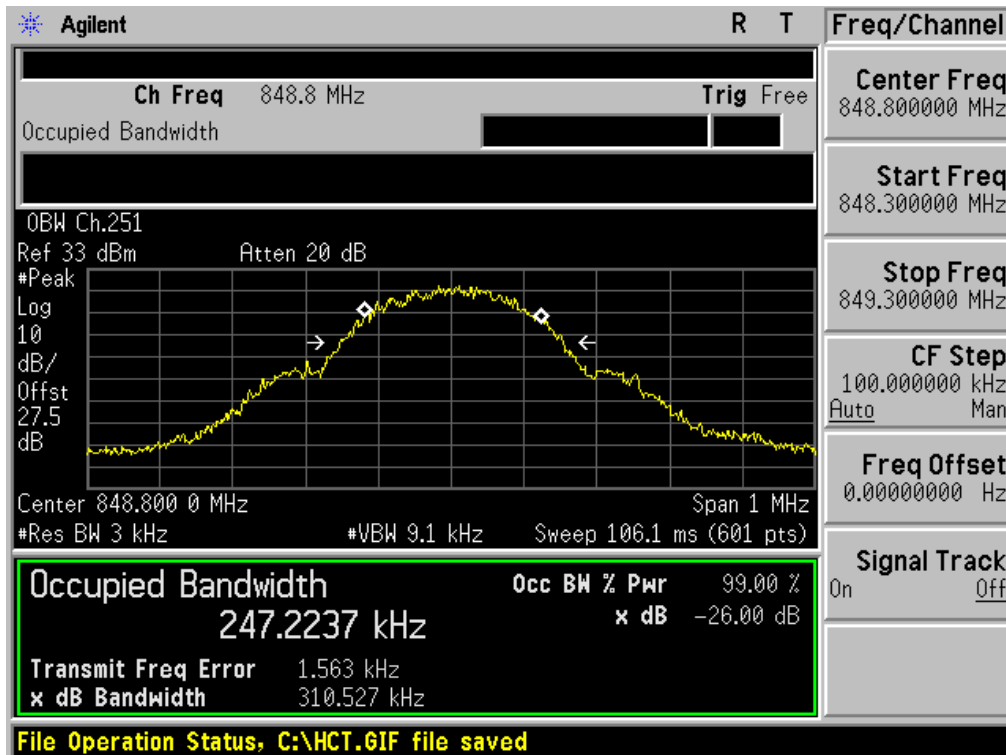 Agilent R T Freq/Channel
Ch Freq 848.8 MHz Trig Free
Occupied Bandwidth
Center Freq
848.800000 MHz
Start Freq
848.300000 MHz
Stop Freq
849.300000 MHz
CF Step
100.000000 kHz
Auto Man
Freq Offset
0.00000000 Hz
Signal Track
On Off
OBW Ch.251
Ref 33 dBm Atten 20 dB
#Peak
Log
10
dB/
Offst
27.5
dB
Center 848.800 0 MHz Span 1 MHz
#Res BW 3 kHz #VBW 9.1 kHz Sweep 106.1 ms (601 pts)
Occupied Bandwidth Occ BW % Pwr 99.00 %
247.2237 kHz x dB -26.00 dB
Transmit Freq Error 1.563 kHz
x dB Bandwidth 310.527 kHz
File Operation Status, C:\HCT.GIF file saved